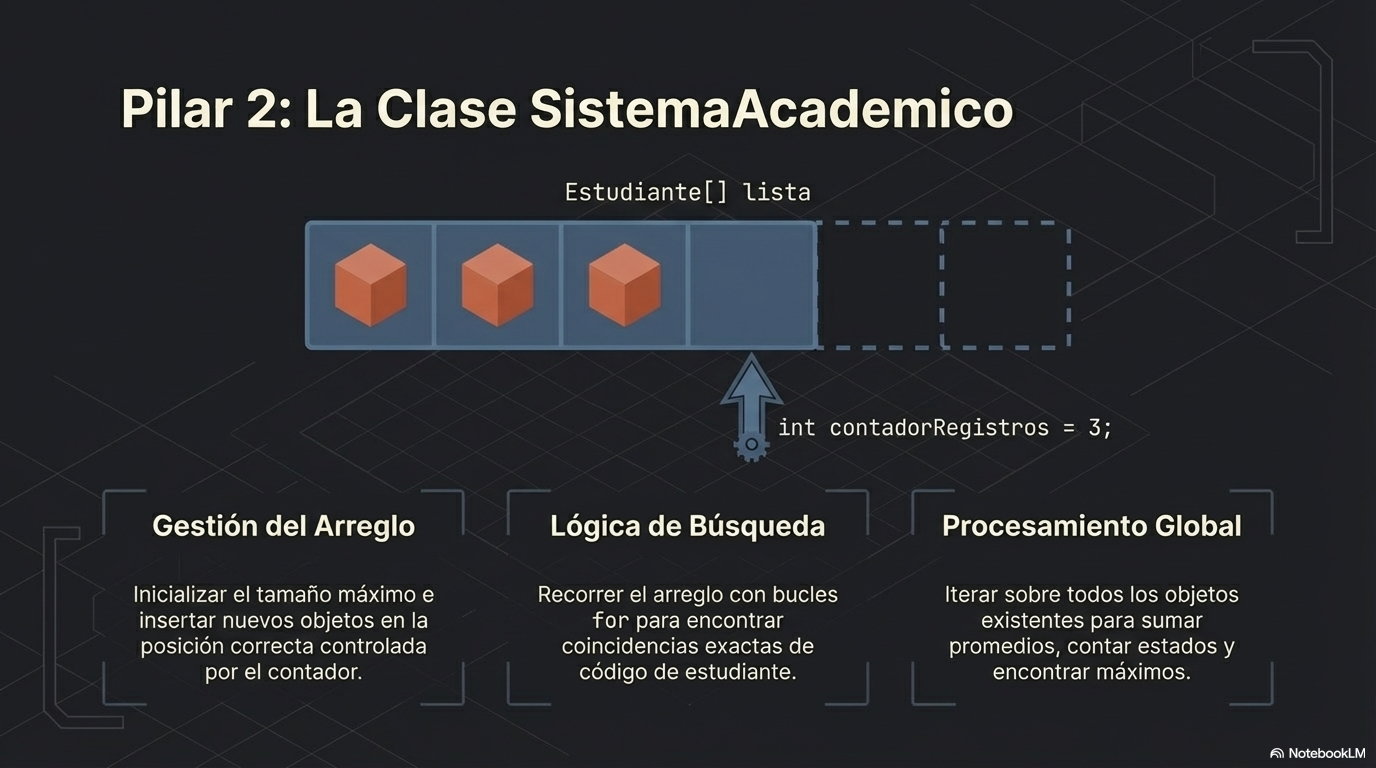 Pilar 2: La Clase SistemaAcademico
Estudiante[] lista
int contadorRegistros = 3;
Gestión del Arreglo
Inicializar el tamaño máximo e
insertar nuevos objetos en la
posición correcta controlada
por el contador.
Lógica de Búsqueda
Recorrer el arreglo con bucles
for para encontrar
coincidencias exactas de
código de estudiante.
Procesamiento Global
Iterar sobre todos los objetos
existentes para sumar
promedios, contar estados y
encontrar máximos.
NotebookLM